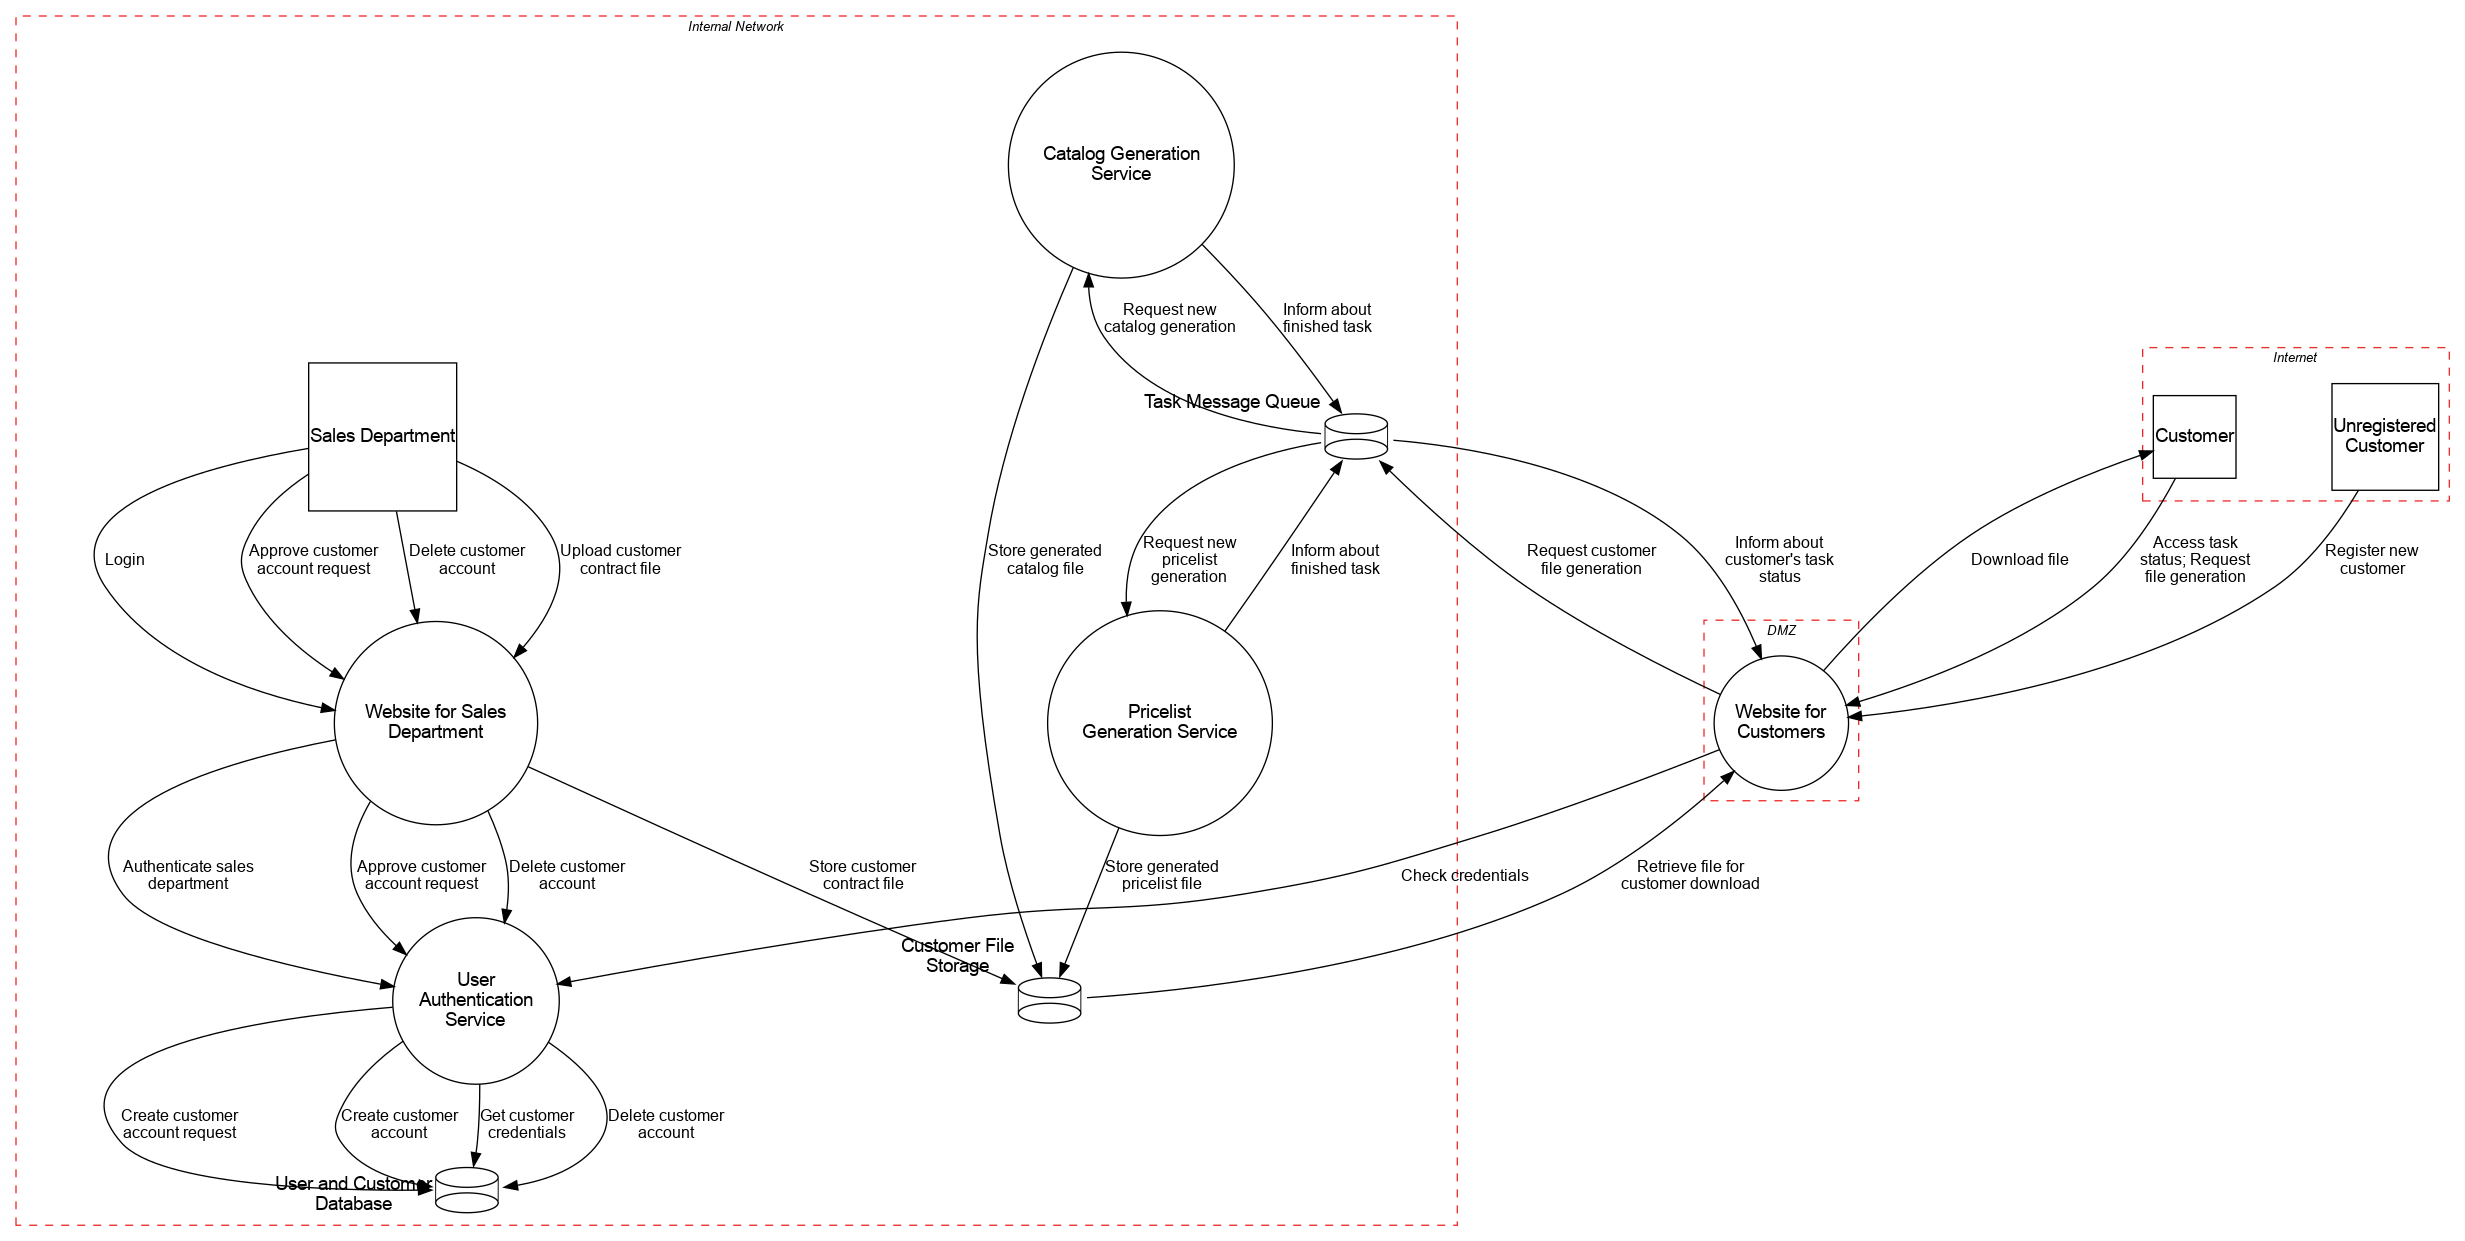 Internal Network
Catalog Generation
Service
Request new
catalog generation
Inform about
finished task
Task Message Queue
Internet
Customer
Unregistered
Customer
Sales Department
Login
Approve customer
account request
Delete customer
account
Upload customer
contract file
Store generated
catalog file
Request new
pricelist
generation
Inform about
finished task
Request customer
file generation
Inform about
customer's task
status
Download file
Access task
status; Request
file generation
Register new
customer
DMZ
Website for Sales
Department
Pricelist
Generation Service
Website for
Customers
Authenticate sales
department
Approve customer
account request
Delete customer
account
Store customer
contract file
Store generated
pricelist file
Check credentials
Retrieve file for
customer download
Customer File
Storage
User
Authentication
Service
Create customer
account request
Create customer
account
Get customer
credentials
Delete customer
account
User and Customer
Database